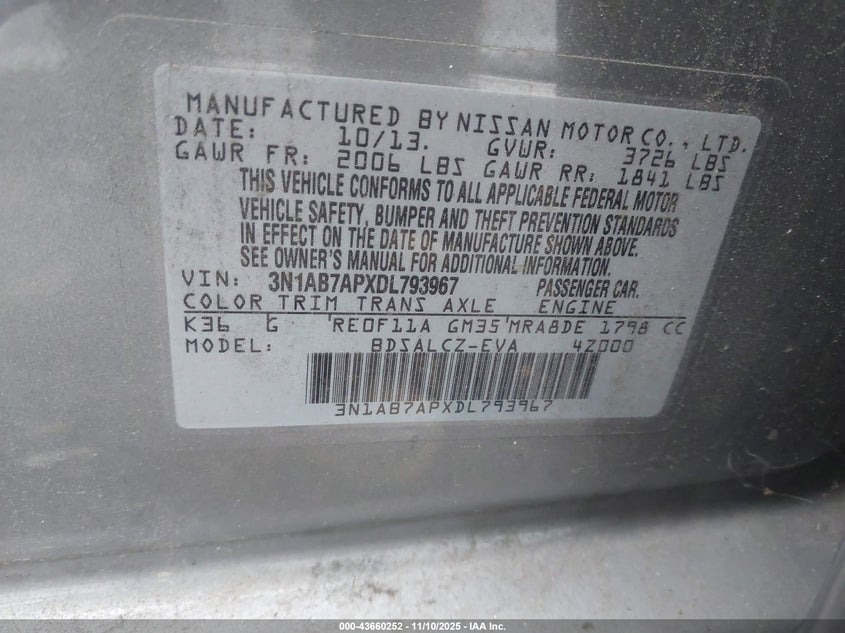 MANUFACTURED BY NISSAN MOTOR CO., LTD.
DATE: 10/13. GVWR: 3726 LBS
GAWR FR: 2006 LBS GAWR RR: 1841 LBS
THIS VEHICLE CONFORMS TO ALL APPLICABLE FEDERAL MOTOR
VEHICLE SAFETY, BUMPER AND THEFT PREVENTION STANDARDS
IN EFFECT ON THE DATE OF MANUFACTURE SHOWN ABOVE.
SEE OWNER'S MANUAL FOR ADDITIONAL INFORMATION.
VIN: 3N1AB7APXDL793967 PASSENGER CAR.
COLOR TRIM TRANS AXLE ENGINE
K36 G RE0F11A GM35 MRA8DE 1798 CC
MODEL: BDSALCZ-EVA 42000
3N1AB7APXDL793967
000-43660252 — 11/10/2025 — IAA Inc.